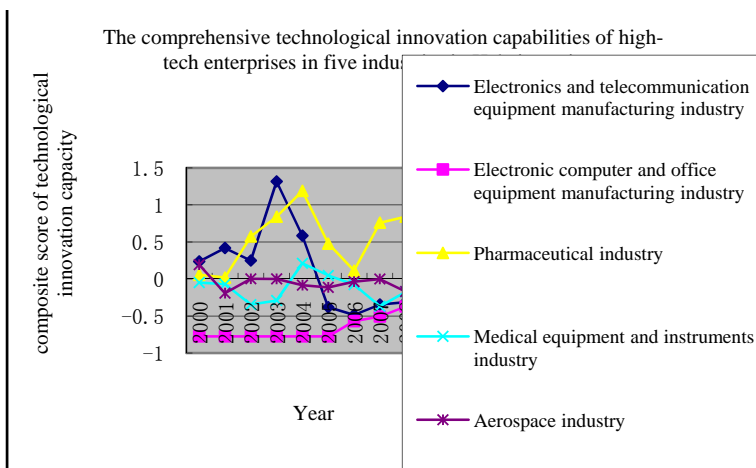 The comprehensive technological innovation capabilities of high-
tech enterprises in five
composite score of technological
innovation capacity
1.5
1
0.5
0
-0.5
-1
2000
2001
2002
2003
2004
2006
Year
Electronics and telecommunication
equipment manufacturing industry
Electronic computer and office
equipment manufacturing industry
Pharmaceutical industry
Medical equipment and instruments
industry
Aerospace industry